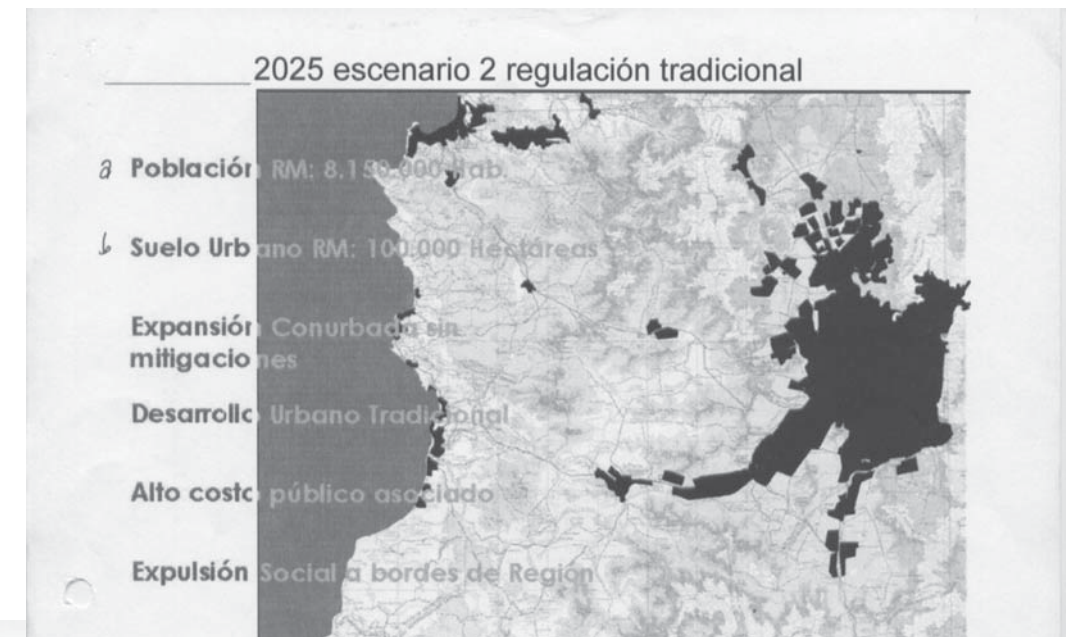 2025 escenario 2 regulación tradicional
a Población RM: 8.150.000 Hab.
b Suelo Urbano RM: 100.000 Hectáreas
Expansión Conurbada sin
mitigaciones
Desarrollo Urbano Tradicional
Alto costo público asociado
Expulsión Social a bordes de Región